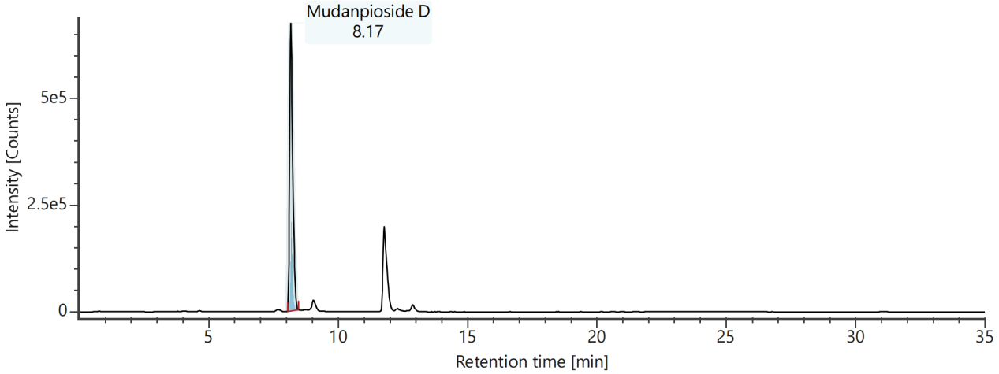 Mudanpioside D
8.17
Intensity [Counts]
5e5
2.5e5
0
5
10
15
20
25
30
35
Retention time [min]